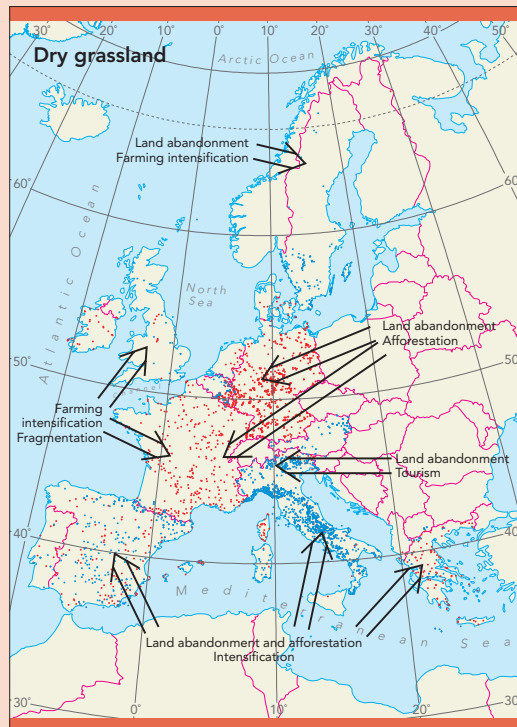 30° 20° 10° 0° 10° 20° 30° 40° 50°
Dry grassland
Arctic Ocean
Land abandonment
Farming intensification
60° 60
Atlantic Ocean
North
Sea
Land abandonment
Afforestation
50° 50
Farming
intensification
Fragmentation
Land abandonment
Tourism
40° 40
Mediterranean Sea
Land abandonment and afforestation
Intensification
30° 0° 10° 20° 30